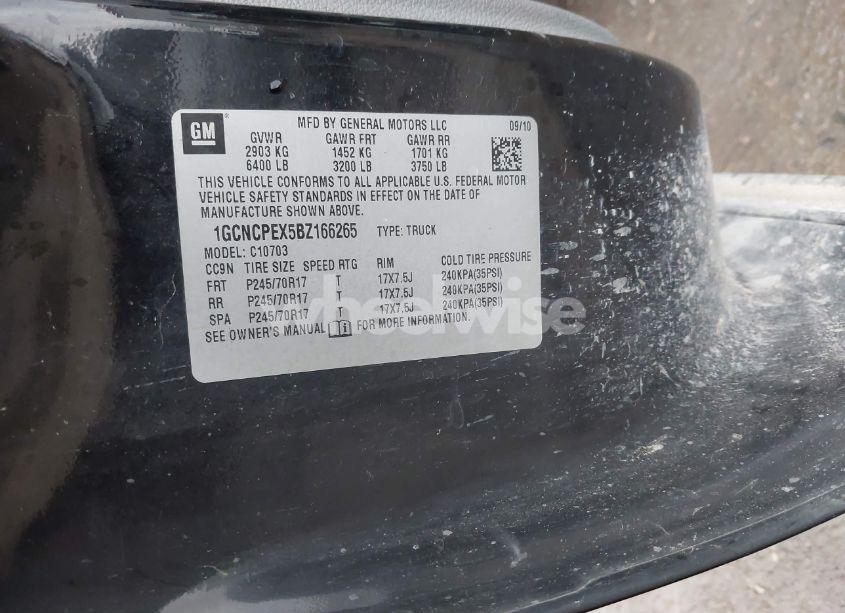 GM
MFD BY GENERAL MOTORS LLC 09/10
GVWR GAWR FRT GAWR RR
2903 KG 1452 KG 1701 KG
6400 LB 3200 LB 3750 LB
THIS VEHICLE CONFORMS TO ALL APPLICABLE U.S. FEDERAL MOTOR
VEHICLE SAFETY STANDARDS IN EFFECT ON THE DATE OF
MANUFACTURE SHOWN ABOVE.
1GCNCPEX5BZ166265 TYPE: TRUCK
MODEL: C10703
CC9N TIRE SIZE SPEED RTG RIM COLD TIRE PRESSURE
FRT P245/70R17 T 17X7.5J 240KPA(35PSI)
RR P245/70R17 T 17X7.5J 240KPA(35PSI)
SPA P245/70R17 T 17X7.5J 240KPA(35PSI)
SEE OWNER'S MANUAL FOR MORE INFORMATION.
wheelwise